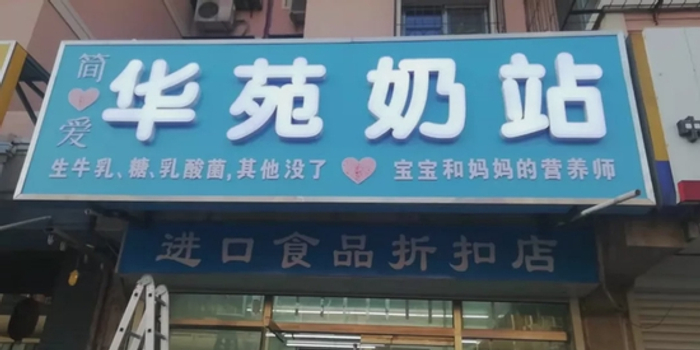 简爱
华苑奶站
生牛乳、糖、乳酸菌,其他没了 宝宝和妈妈的营养师
进口食品折扣店